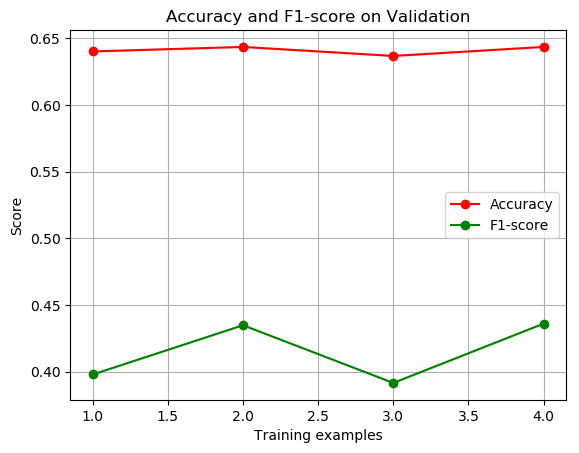 Accuracy and F1-score on Validation
0.65
0.60
0.55
0.50
0.45
0.40
Score
Accuracy
F1-score
1.0 1.5 2.0 2.5 3.0 3.5 4.0
Training examples